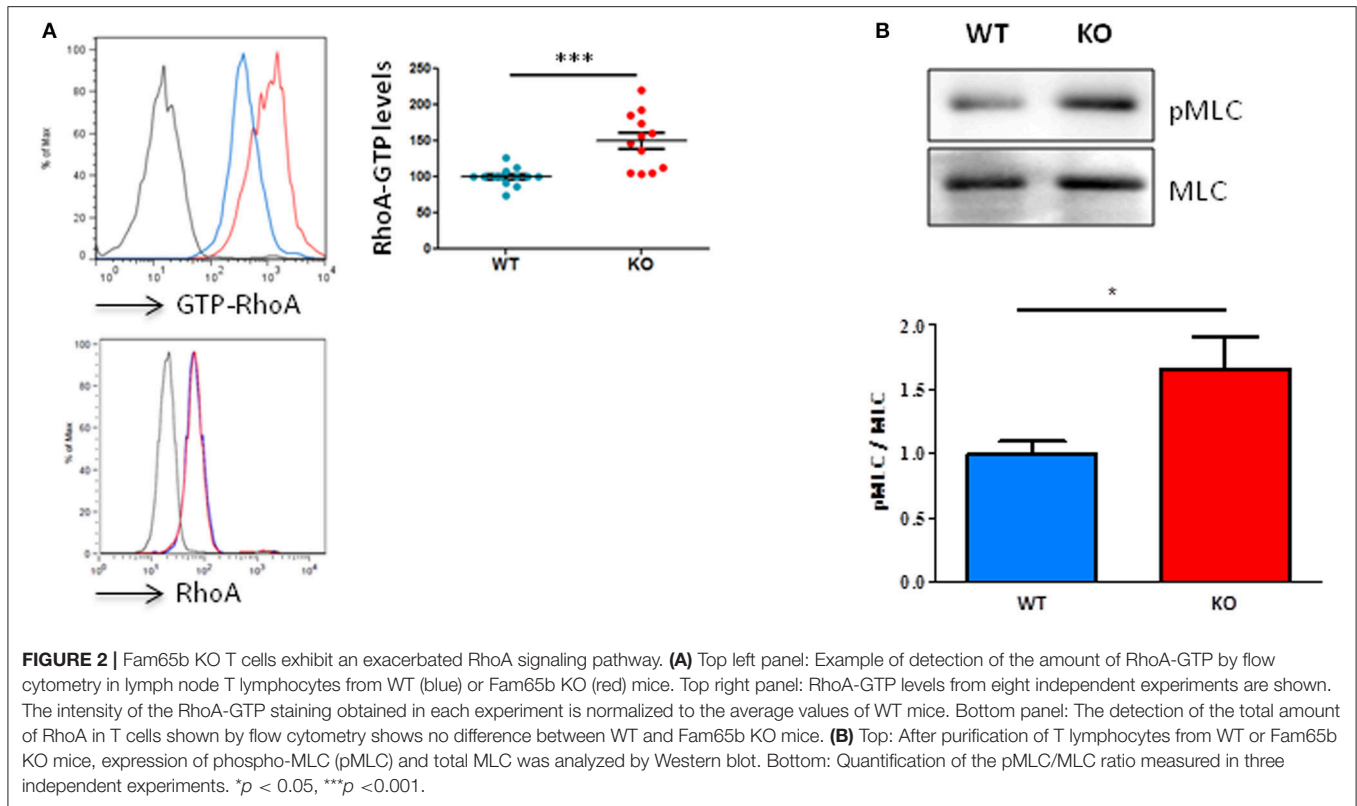 A
% of Max
100
80
60
40
20
0
10^0 10^1 10^2 10^3 10^4
GTP-RhoA
RhoA-GTP levels
***
250
200
150
100
50
0
WT KO
% of Max
100
80
60
40
20
0
10^0 10^1 10^2 10^3 10^4
RhoA
B
WT KO
pMLC
MLC
*
pMLC / MLC
2.0
1.5
1.0
0.5
0.0
WT KO
FIGURE 2 | Fam65b KO T cells exhibit an exacerbated RhoA signaling pathway. (A) Top left panel: Example of detection of the amount of RhoA-GTP by flow
cytometry in lymph node T lymphocytes from WT (blue) or Fam65b KO (red) mice. Top right panel: RhoA-GTP levels from eight independent experiments are shown.
The intensity of the RhoA-GTP staining obtained in each experiment is normalized to the average values of WT mice. Bottom panel: The detection of the total amount
of RhoA in T cells shown by flow cytometry shows no difference between WT and Fam65b KO mice. (B) Top: After purification of T lymphocytes from WT or Fam65b
KO mice, expression of phospho-MLC (pMLC) and total MLC was analyzed by Western blot. Bottom: Quantification of the pMLC/MLC ratio measured in three
independent experiments. *p < 0.05, ***p <0.001.